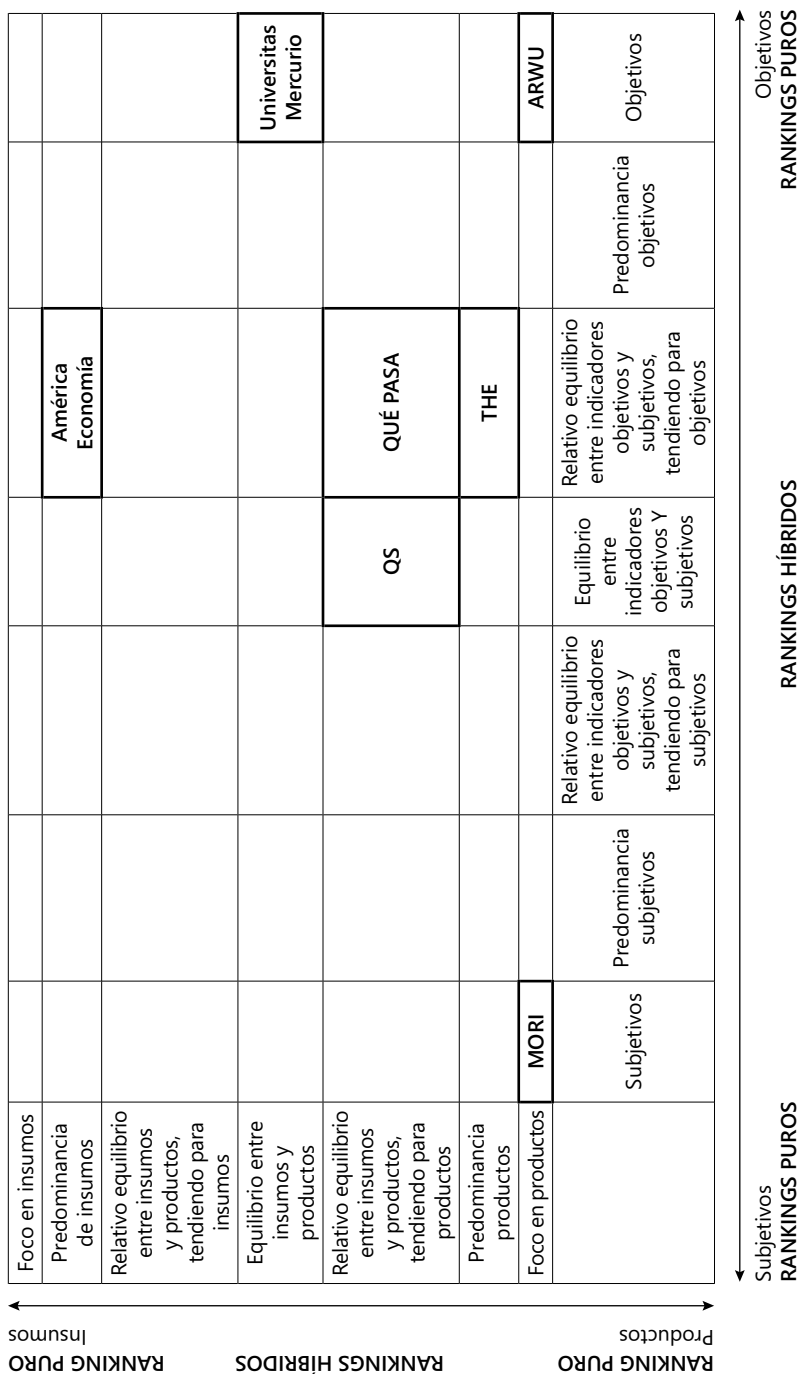 RANKING PURO
Insumos
RANKINGS HÍBRIDOS
RANKING PURO
Productos
Foco en insumos
Predominancia
de insumos
América
Economía
Relativo equilibrio
entre insumos
y productos,
tendiendo para
insumos
Equilibrio entre
insumos y
productos
Universitas
Mercurio
Relativo equilibrio
entre insumos
y productos,
tendiendo para
productos
QS
QUÉ PASA
Predominancia
productos
THE
Foco en productos
MORI
ARWU
Subjetivos
Predominancia
subjetivos
Relativo equilibrio
entre indicadores
objetivos y
subjetivos,
tendiendo para
subjetivos
Equilibrio
entre
indicadores
objetivos Y
subjetivos
Relativo equilibrio
entre indicadores
objetivos y
subjetivos,
tendiendo para
objetivos
Predominancia
objetivos
Objetivos
Subjetivos
RANKINGS PUROS
RANKINGS HÍBRIDOS
Objetivos
RANKINGS PUROS